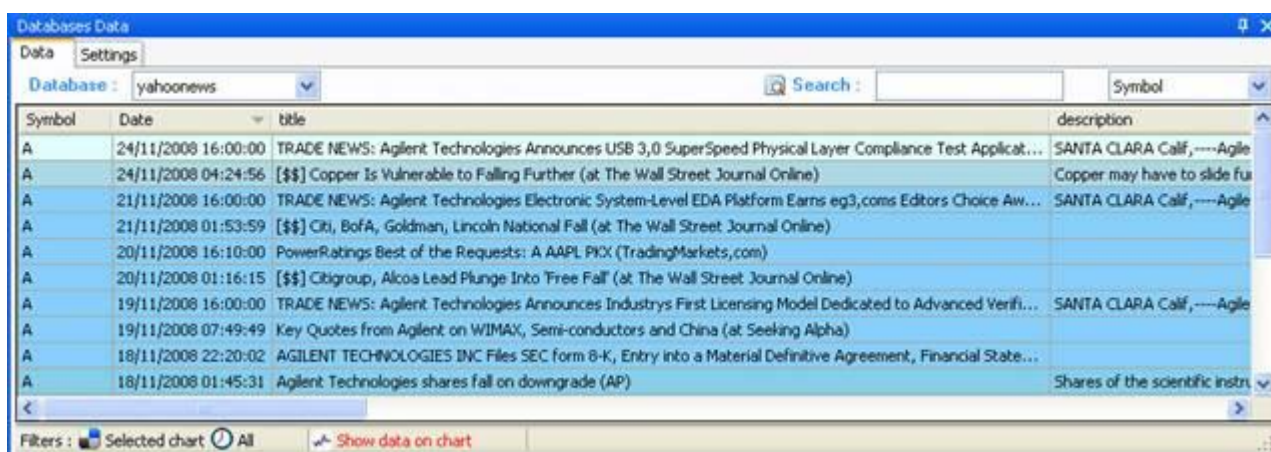 Databases Data
Data Settings
Database : yahoonews Search : Symbol
Symbol Date title description
A 24/11/2008 16:00:00 TRADE NEWS: Agilent Technologies Announces USB 3,0 SuperSpeed Physical Layer Compliance Test Applicat... SANTA CLARA Calif,----Agile
A 24/11/2008 04:24:56 [$$] Copper Is Vulnerable to Falling Further (at The Wall Street Journal Online) Copper may have to slide fu
A 21/11/2008 16:00:00 TRADE NEWS: Agilent Technologies Electronic System-Level EDA Platform Earns eg3,coms Editors Choice Aw... SANTA CLARA Calif,----Agile
A 21/11/2008 01:53:59 [$$] Citi, BofA, Goldman, Lincoln National Fall (at The Wall Street Journal Online)
A 20/11/2008 16:10:00 PowerRatings Best of the Requests: A AAPL PKX (TradingMarkets,com)
A 20/11/2008 01:16:15 [$$] Citigroup, Alcoa Lead Plunge Into 'Free Fall' (at The Wall Street Journal Online)
A 19/11/2008 16:00:00 TRADE NEWS: Agilent Technologies Announces Industrys First Licensing Model Dedicated to Advanced Verifi... SANTA CLARA Calif,----Agile
A 19/11/2008 07:49:49 Key Quotes from Agilent on WIMAX, Semi-conductors and China (at Seeking Alpha)
A 18/11/2008 22:20:02 AGILENT TECHNOLOGIES INC Files SEC form 8-K, Entry into a Material Definitive Agreement, Financial State...
A 18/11/2008 01:45:31 Agilent Technologies shares fall on downgrade (AP) Shares of the scientific instru
Filters : Selected chart All Show data on chart